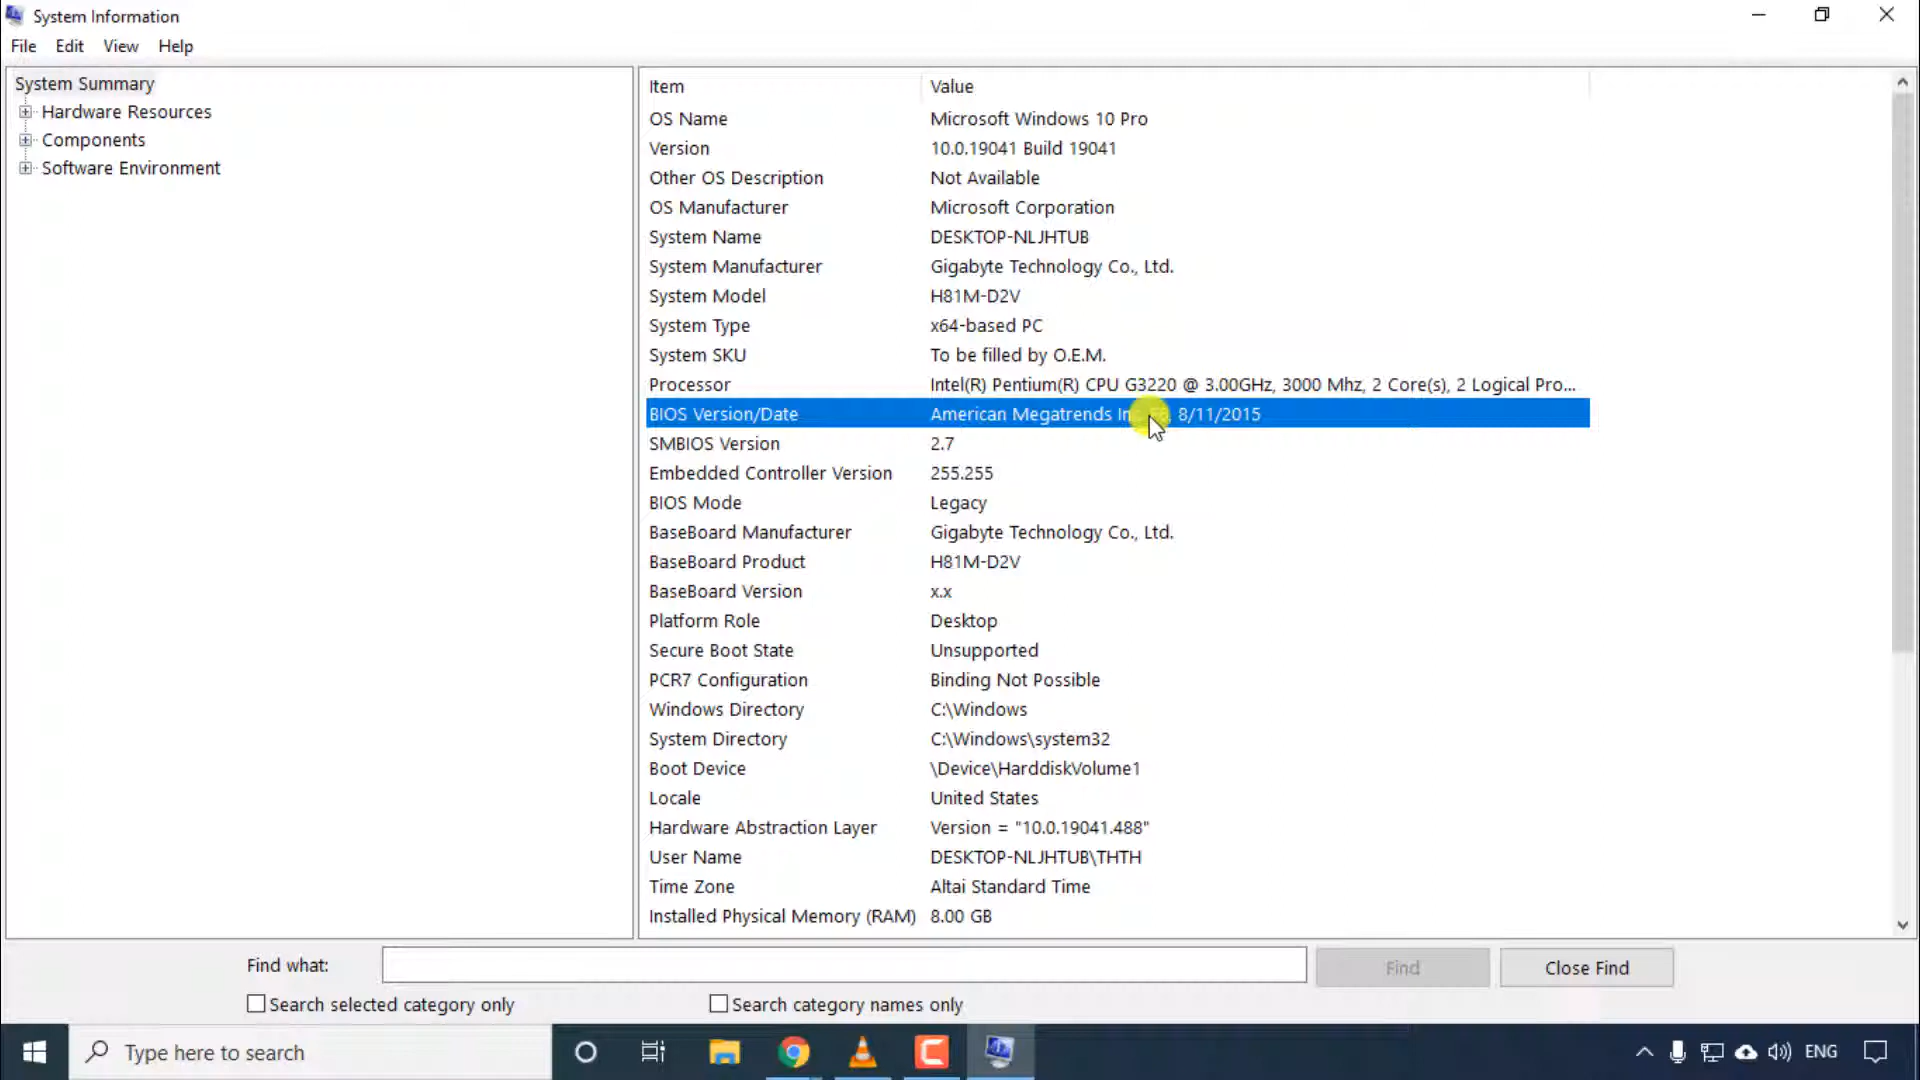 System Information
File Edit View Help
System Summary
Hardware Resources
Components
Software Environment
Item Value
OS Name Microsoft Windows 10 Pro
Version 10.0.19041 Build 19041
Other OS Description Not Available
OS Manufacturer Microsoft Corporation
System Name DESKTOP-NLJHTUB
System Manufacturer Gigabyte Technology Co., Ltd.
System Model H81M-D2V
System Type x64-based PC
System SKU To be filled by O.E.M.
Processor Intel(R) Pentium(R) CPU G3220 @ 3.00GHz, 3000 Mhz, 2 Core(s), 2 Logical Pro...
BIOS Version/Date American Megatrends 8/11/2015
SMBIOS Version 2.7
Embedded Controller Version 255.255
BIOS Mode Legacy
BaseBoard Manufacturer Gigabyte Technology Co., Ltd.
BaseBoard Product H81M-D2V
BaseBoard Version x.x
Platform Role Desktop
Secure Boot State Unsupported
PCR7 Configuration Binding Not Possible
Windows Directory C:\Windows
System Directory C:\Windows\system32
Boot Device \Device\HarddiskVolume1
Locale United States
Hardware Abstraction Layer Version = "10.0.19041.488"
User Name DESKTOP-NLJHTUB\THTH
Time Zone Altai Standard Time
Installed Physical Memory (RAM) 8.00 GB
Find what: Find Close Find
Search selected category only Search category names only
Type here to search ENG